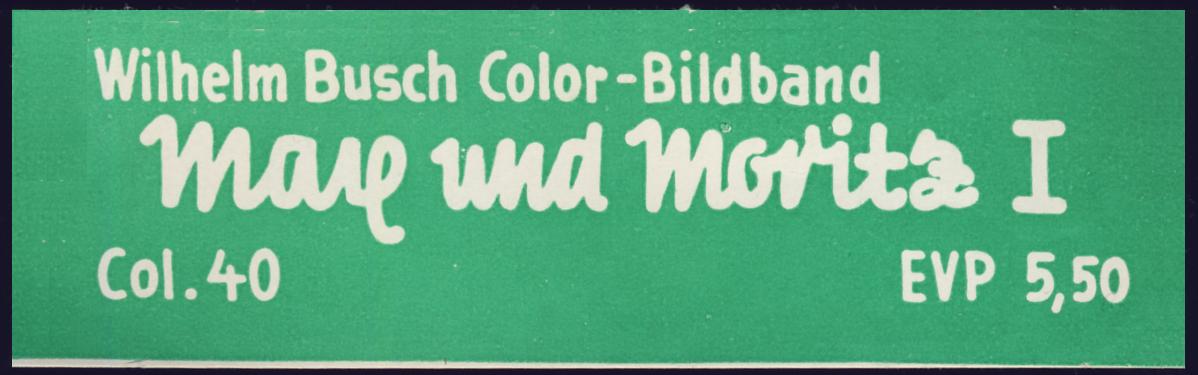 Wilhelm Busch Color-Bildband
Max und Moritz I
Col. 40
EVP 5,50